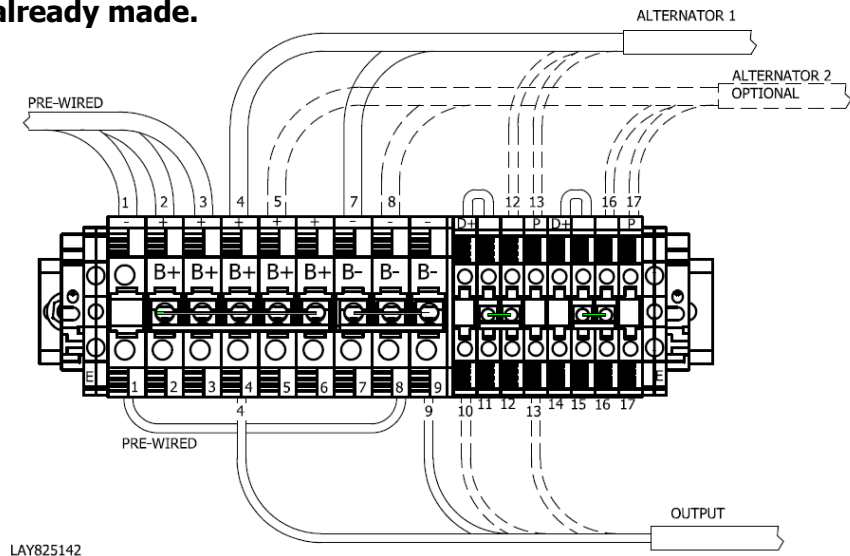 already made.
ALTERNATOR 1
ALTERNATOR 2
OPTIONAL
PRE-WIRED
1 2 3 4 5 7 8 12 13 16 17
- + + + + + - - - D+ P D+ P
B+ B+ B+ B+ B+ B- B- B-
E 1 2 3 4 5 6 7 8 9 E
10 11 12 13 14 15 16 17
4 9
PRE-WIRED
OUTPUT
LAY825142